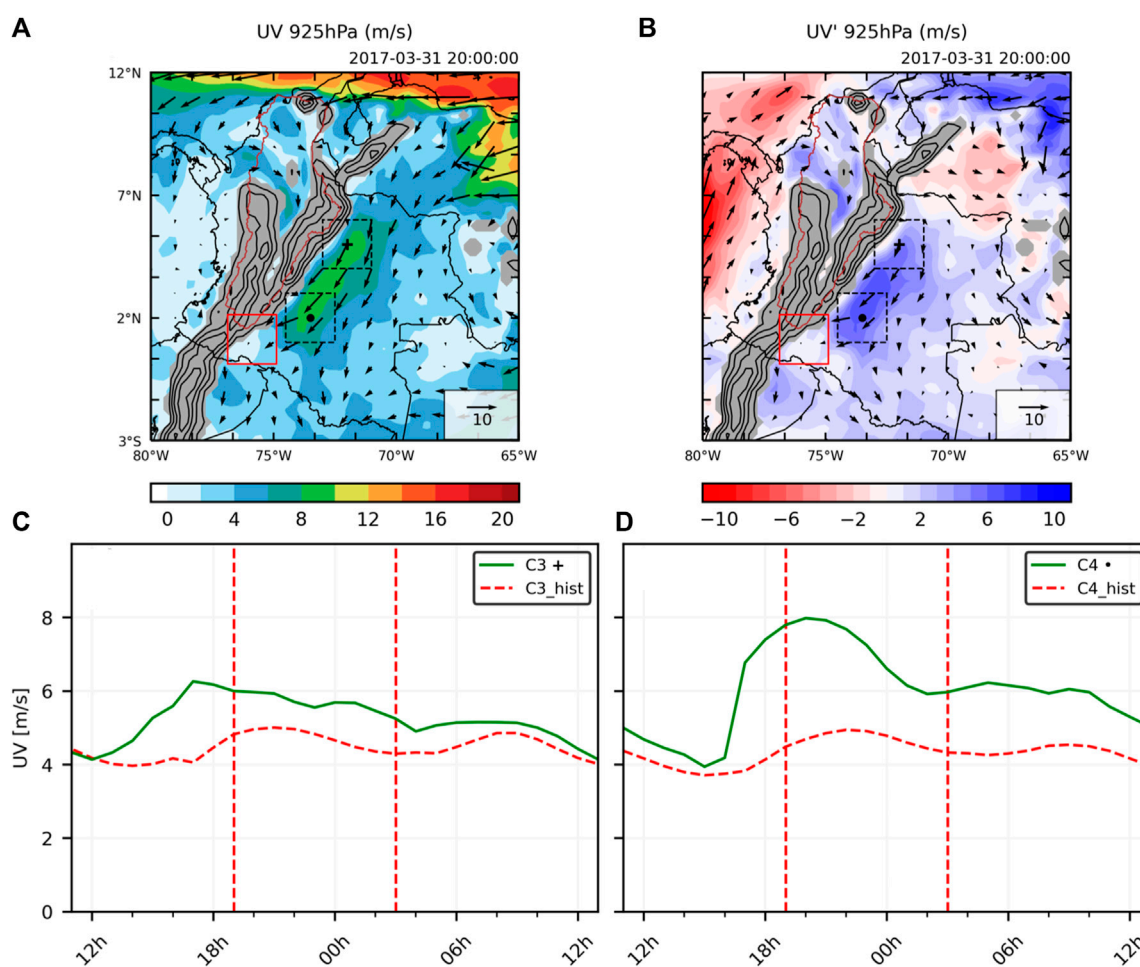 A
UV 925hPa (m/s)
2017-03-31 20:00:00
12°N
7°N
2°N
3°S
80°W
75°W
70°W
65°W
10
0
4
8
12
16
20
B
UV' 925hPa (m/s)
2017-03-31 20:00:00
80°W
75°W
70°W
65°W
10
−10
−6
−2
2
6
10
C
UV [m/s]
8
6
4
2
0
C3 +
C3_hist
12h
18h
00h
06h
12h
D
C4 •
C4_hist
12h
18h
00h
06h
12h